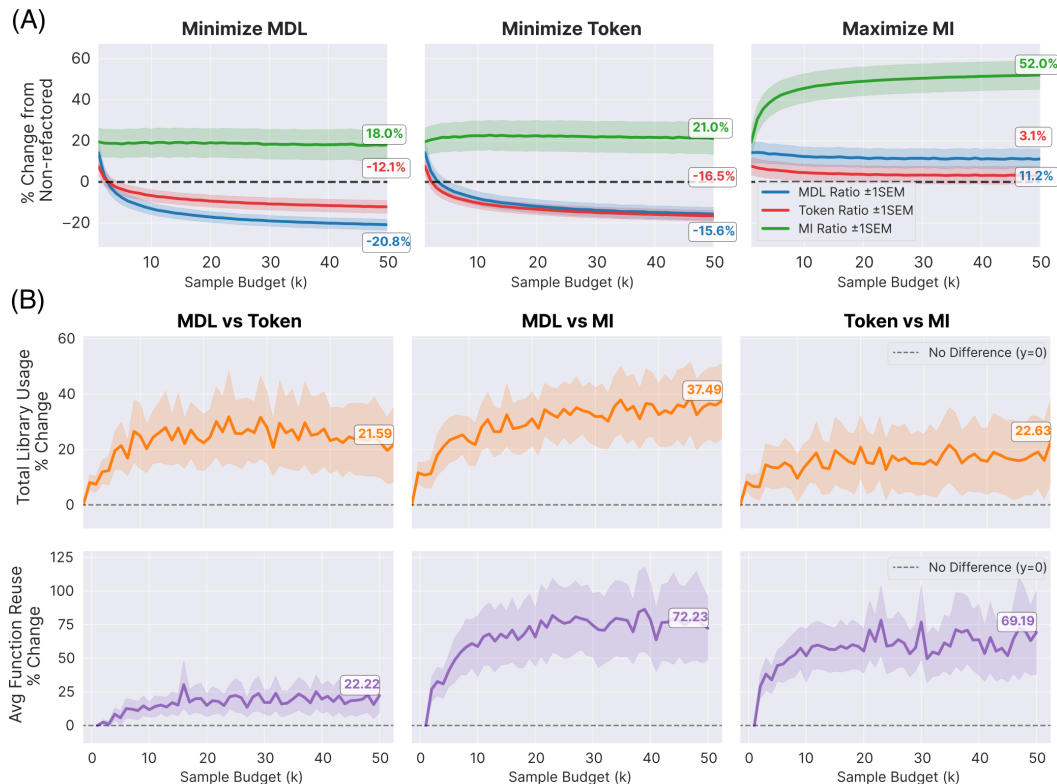 (A)
Minimize MDL
Minimize Token
Maximize MI
% Change from
Non-refactored
60
40
20
0
−20
18.0%
-12.1%
-20.8%
21.0%
-16.5%
-15.6%
52.0%
3.1%
11.2%
MDL Ratio ±1SEM
Token Ratio ±1SEM
MI Ratio ±1SEM
10 20 30 40 50
10 20 30 40 50
10 20 30 40 50
Sample Budget (k)
Sample Budget (k)
Sample Budget (k)
(B)
MDL vs Token
MDL vs MI
Token vs MI
Total Library Usage
% Change
60
40
20
0
21.59
37.49
22.63
No Difference (y=0)
Avg Function Reuse
% Change
125
100
75
50
25
0
22.22
72.23
69.19
No Difference (y=0)
0 10 20 30 40 50
0 10 20 30 40 50
0 10 20 30 40 50
Sample Budget (k)
Sample Budget (k)
Sample Budget (k)